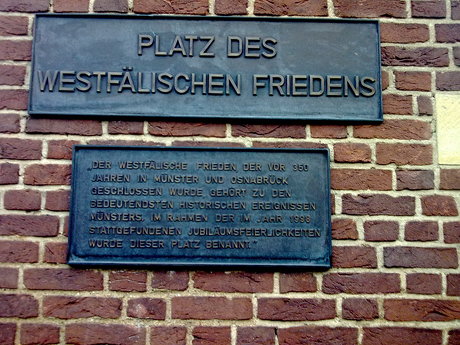 PLATZ DES
WESTFÄLISCHEN FRIEDENS
„DER WESTFÄLISCHE FRIEDEN, DER VOR 350
JAHREN IN MÜNSTER UND OSNABRÜCK
GESCHLOSSEN WURDE GEHÖRT ZU DEN
BEDEUTENDSTEN HISTORISCHEN EREIGNISSEN
MÜNSTERS. IM RAHMEN DER IM JAHR 1998
STATTGEFUNDENEN JUBILÄUMSFEIERLICHKEITEN
WURDE DIESER PLATZ BENANNT."